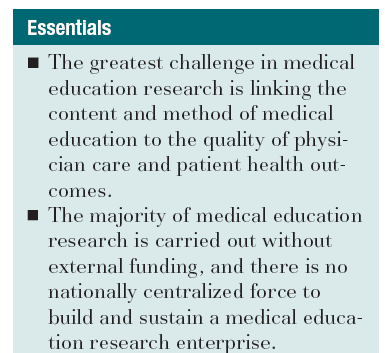 Essentials
■ The greatest challenge in medical
education research is linking the
content and method of medical
education to the quality of physi-
cian care and patient health out-
comes.
■ The majority of medical education
research is carried out without
external funding, and there is no
nationally centralized force to
build and sustain a medical educa-
tion research enterprise.